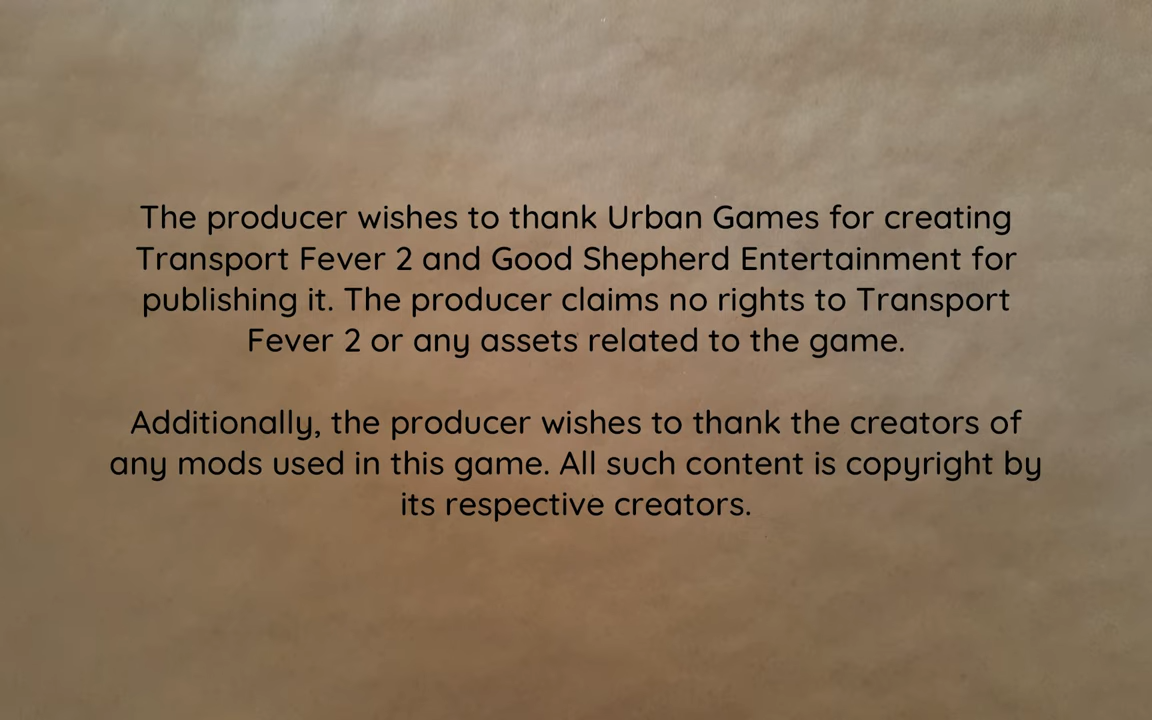 The producer wishes to thank Urban Games for creating
Transport Fever 2 and Good Shepherd Entertainment for
publishing it. The producer claims no rights to Transport
Fever 2 or any assets related to the game.
Additionally, the producer wishes to thank the creators of
any mods used in this game. All such content is copyright by
its respective creators.